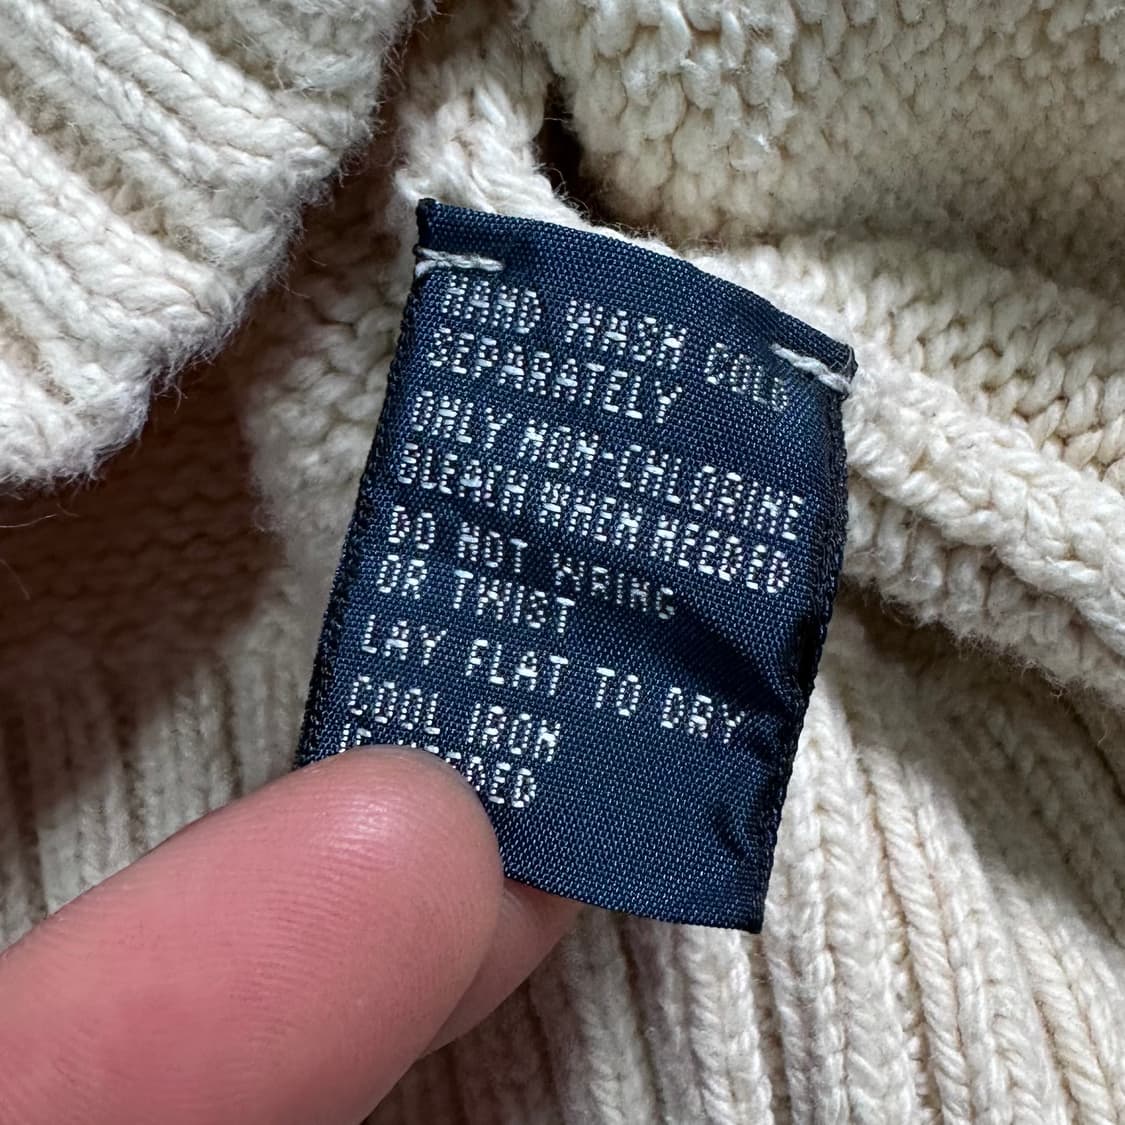 HAND WASH COLD
SEPARATELY
ONLY NON-CHLORINE
BLEACH WHEN NEEDED
DO NOT WRING
OR TWIST
LAY FLAT TO DRY
COOL IRON